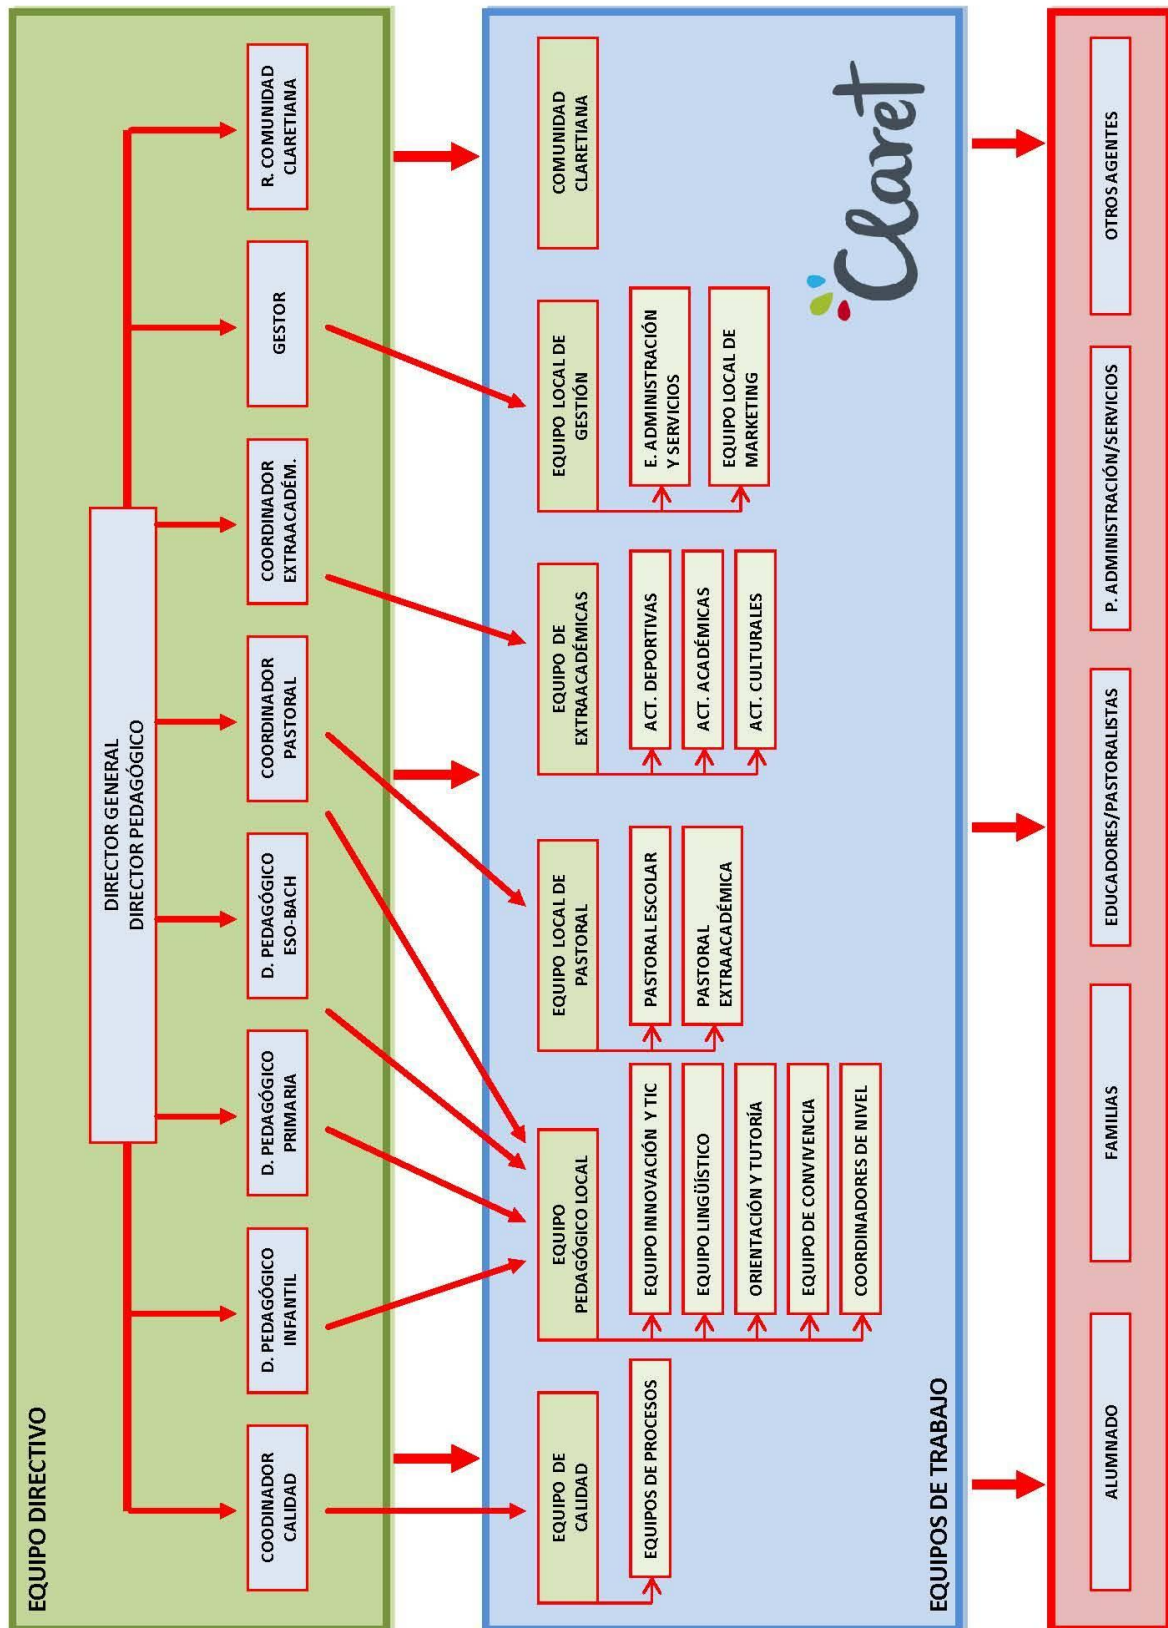 EQUIPO DIRECTIVO
DIRECTOR GENERAL
DIRECTOR PEDAGÓGICO
COODINADOR
CALIDAD
D. PEDAGÓGICO
INFANTIL
D. PEDAGÓGICO
PRIMARIA
D. PEDAGÓGICO
ESO-BACH
COORDINADOR
PASTORAL
COORDINADOR
EXTRAACADÉM.
GESTOR
R. COMUNIDAD
CLARETIANA
EQUIPO DE
CALIDAD
EQUIPOS DE PROCESOS
EQUIPO
PEDAGÓGICO LOCAL
EQUIPO INNOVACIÓN Y TIC
EQUIPO LINGÜÍSTICO
ORIENTACIÓN Y TUTORÍA
EQUIPO DE CONVIVENCIA
COORDINADORES DE NIVEL
EQUIPO LOCAL DE
PASTORAL
PASTORAL ESCOLAR
PASTORAL
EXTRAACADÉMICA
EQUIPO DE
EXTRAACADÉMICAS
ACT. DEPORTIVAS
ACT. ACADÉMICAS
ACT. CULTURALES
EQUIPO LOCAL DE
GESTIÓN
E. ADMINISTRACIÓN
Y SERVICIOS
EQUIPO LOCAL DE
MARKETING
COMUNIDAD
CLARETIANA
Claret
EQUIPOS DE TRABAJO
ALUMNADO
FAMILIAS
EDUCADORES/PASTORALISTAS
P. ADMINISTRACIÓN/SERVICIOS
OTROS AGENTES